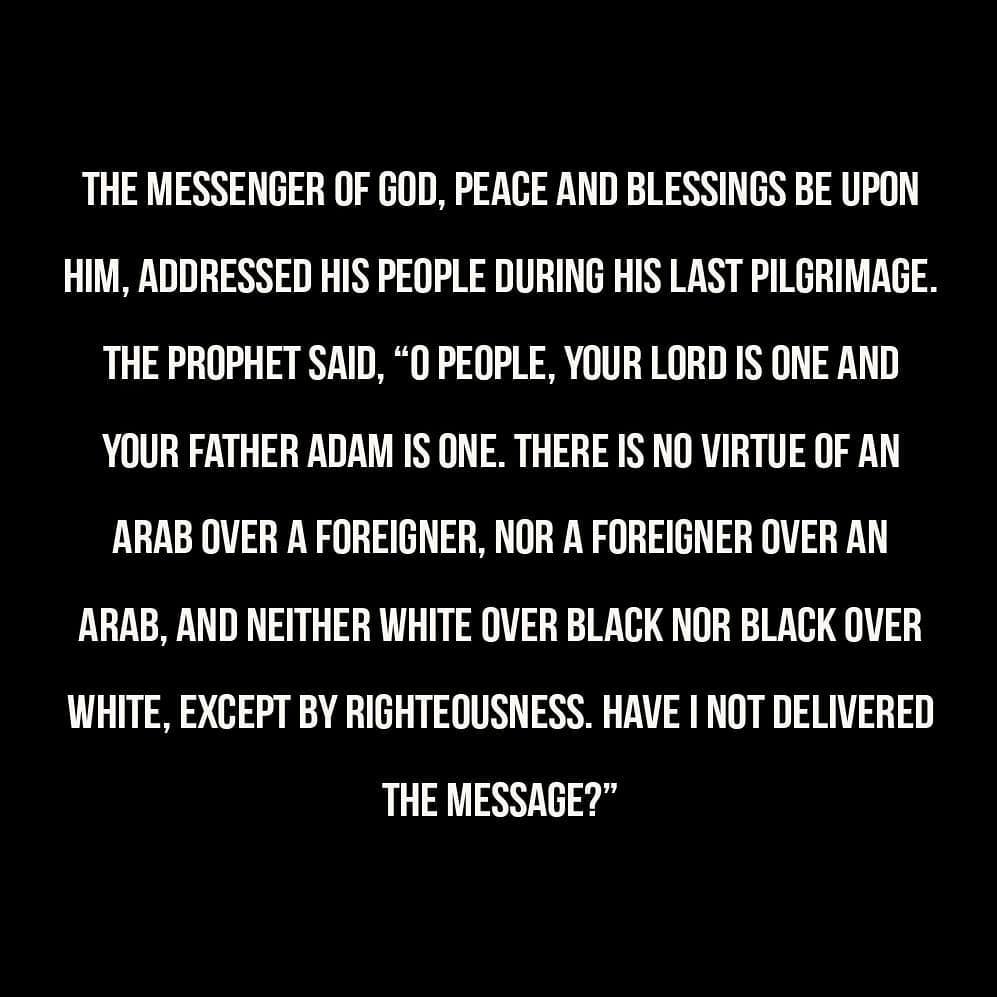 THE MESSENGER OF GOD, PEACE AND BLESSINGS BE UPON
HIM, ADDRESSED HIS PEOPLE DURING HIS LAST PILGRIMAGE.
THE PROPHET SAID, “O PEOPLE, YOUR LORD IS ONE AND
YOUR FATHER ADAM IS ONE. THERE IS NO VIRTUE OF AN
ARAB OVER A FOREIGNER, NOR A FOREIGNER OVER AN
ARAB, AND NEITHER WHITE OVER BLACK NOR BLACK OVER
WHITE, EXCEPT BY RIGHTEOUSNESS. HAVE I NOT DELIVERED
THE MESSAGE?”